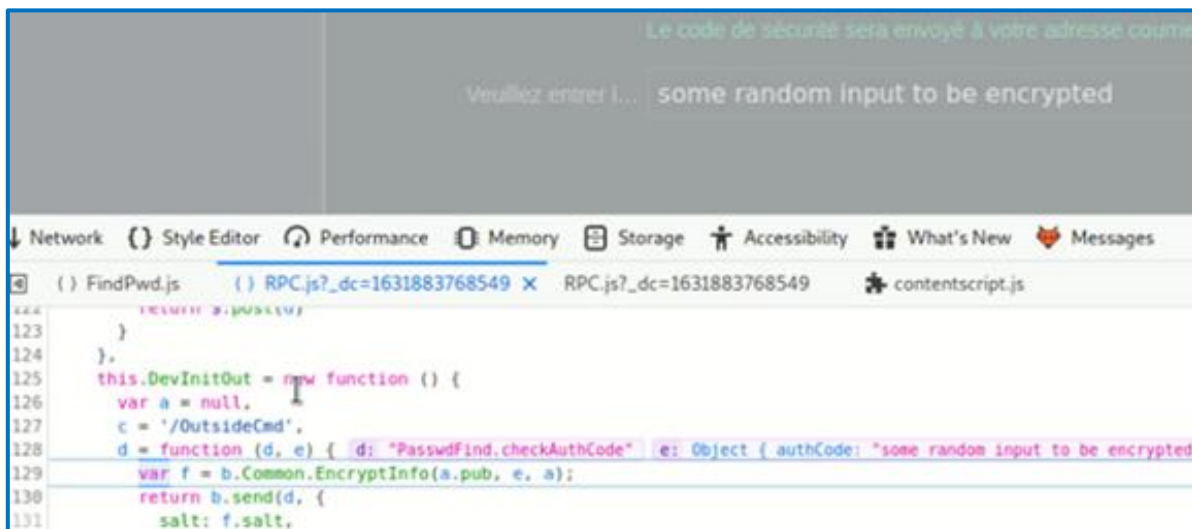 Le code de sécurité sera envoyé à votre adresse
Veuillez entrer l... some random input to be encrypted
Network {} Style Editor Performance Memory Storage Accessibility What's New Messages
{} FindPwd.js {} RPC.js?_dc=1631883768549 × RPC.js?_dc=1631883768549 contentscript.js
122 return g.post(d)
123 }
124 },
125 this.DevInitOut = new function () {
126 var a = null,
127 c = '/OutsideCmd',
128 d = function (d, e) { d: "PasswdFind.checkAuthCode" e: Object { authCode: "some random input to be encrypted
129 var f = b.Common.EncryptInfo(a.pub, e, a);
130 return b.send(d, {
131 salt: f.salt,